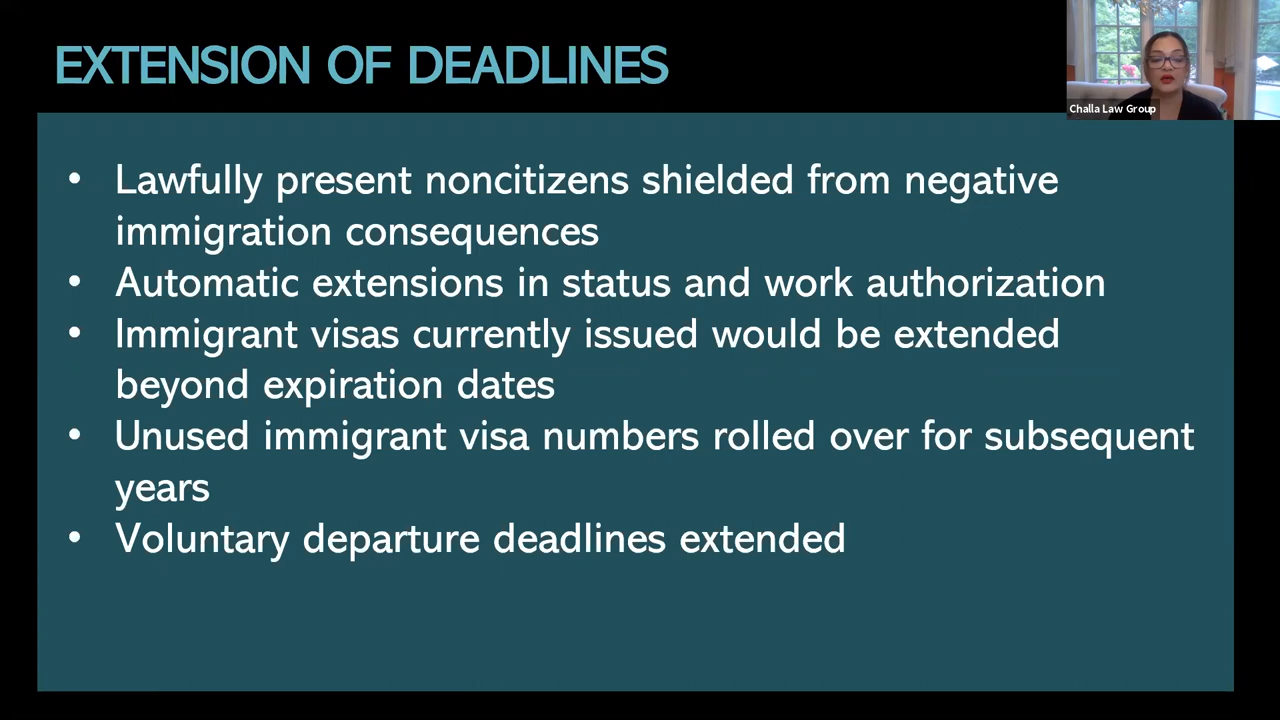 EXTENSION OF DEADLINES
Challa Law Group
• Lawfully present noncitizens shielded from negative
immigration consequences
• Automatic extensions in status and work authorization
• Immigrant visas currently issued would be extended
beyond expiration dates
• Unused immigrant visa numbers rolled over for subsequent
years
• Voluntary departure deadlines extended